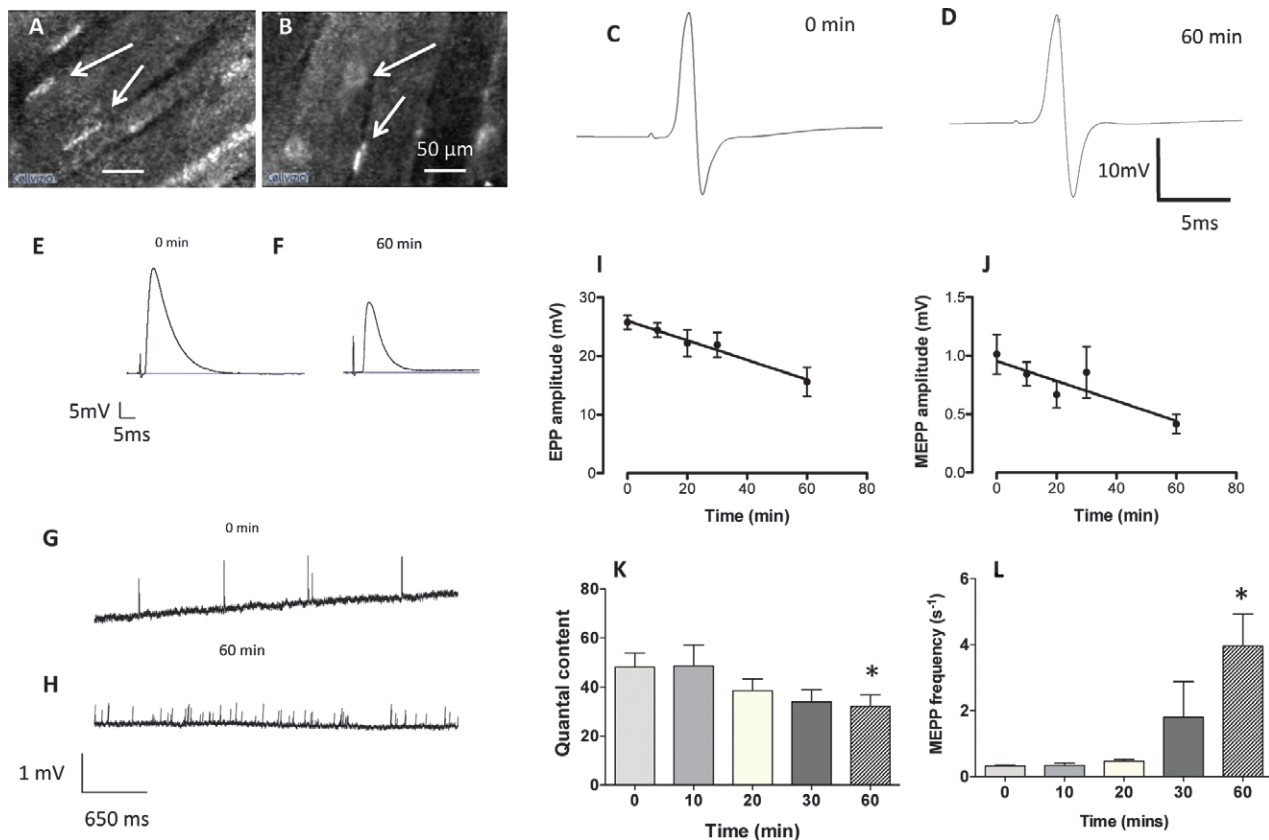 A
Cellvizio
B
50 µm
Cellvizio
C
0 min
D
60 min
10mV
5ms
E
0 min
F
60 min
5mV
5ms
G
0 min
60 min
H
1 mV
650 ms
I
EPP amplitude (mV)
30
20
10
0
0 20 40 60 80
Time (min)
J
MEPP amplitude (mV)
1.5
1.0
0.5
0.0
0 20 40 60 80
Time (min)
K
Quantal content
80
60
40
20
0
*
0 10 20 30 60
Time (min)
L
MEPP frequency (s⁻¹)
6
4
2
0
*
0 10 20 30 60
Time (mins)